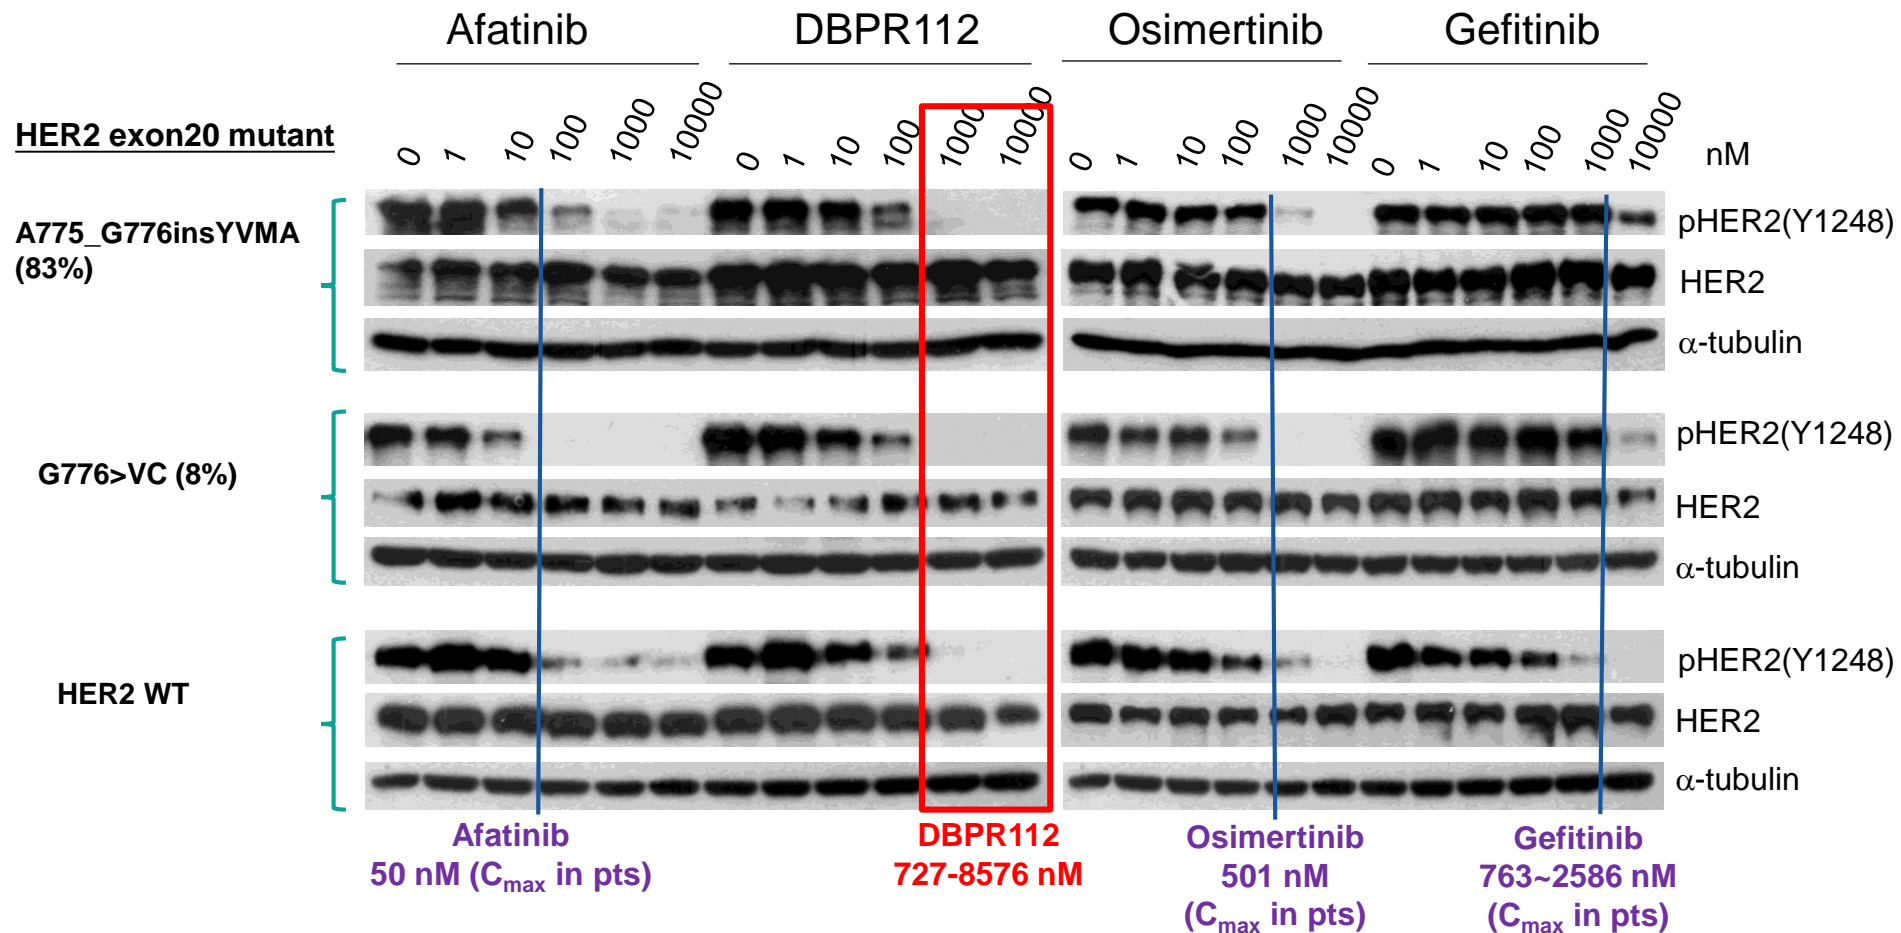 Afatinib DBPR112 Osimertinib Gefitinib
HER2 exon20 mutant
0 1 10 100 1000 10000 0 1 10 100 1000 10000 0 1 10 100 1000 10000 0 1 10 100 1000 10000 nM
A775_G776insYVMA
(83%)
pHER2(Y1248)
HER2
α-tubulin
G776>VC (8%)
pHER2(Y1248)
HER2
α-tubulin
HER2 WT
pHER2(Y1248)
HER2
α-tubulin
Afatinib
50 nM (Cmax in pts)
DBPR112
727-8576 nM
Osimertinib
501 nM
(Cmax in pts)
Gefitinib
763~2586 nM
(Cmax in pts)